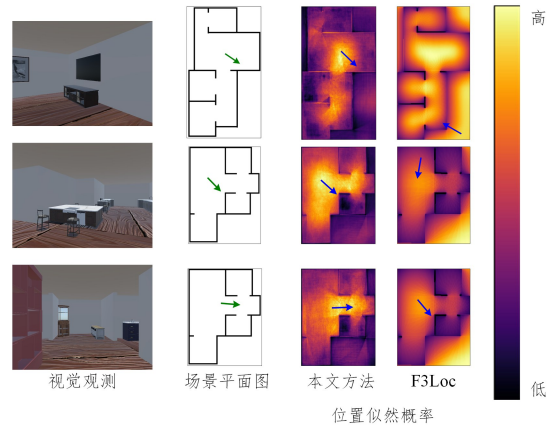 高
低
视觉观测
场景平面图
本文方法
F3Loc
位置似然概率